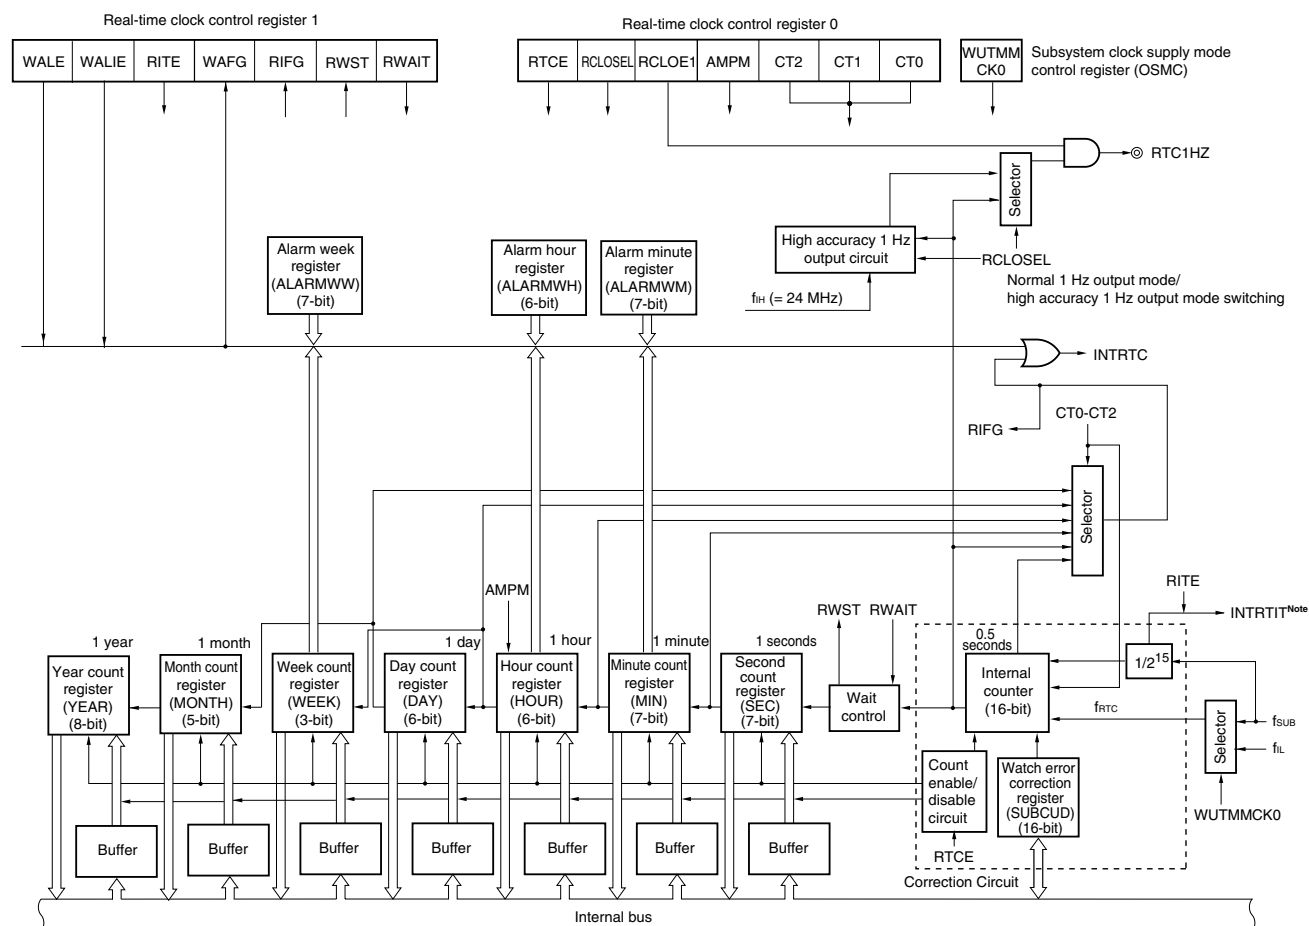 Real-time clock control register 1
Real-time clock control register 0
WALE
WALIE
RITE
WAFG
RIFG
RWST
RWAIT
RTCE
RCLOSEL
RCLOE1
AMPM
CT2
CT1
CT0
WUTMM
CK0
Subsystem clock supply mode
control register (OSMC)
RTC1HZ
Selector
Alarm week
register
(ALARMWW)
(7-bit)
Alarm hour
register
(ALARMWH)
(6-bit)
Alarm minute
register
(ALARMWM)
(7-bit)
High accuracy 1 Hz
output circuit
RCLOSEL
Normal 1 Hz output mode/
high accuracy 1 Hz output mode switching
fIH (= 24 MHz)
INTRTC
RIFG
CT0-CT2
Selector
AMPM
RWST
RWAIT
RITE
INTRTIT Note
1 year
1 month
1 day
1 hour
1 minute
1 seconds
0.5
seconds
Year count
register
(YEAR)
(8-bit)
Month count
register
(MONTH)
(5-bit)
Week count
register
(WEEK)
(3-bit)
Day count
register
(DAY)
(6-bit)
Hour count
register
(HOUR)
(6-bit)
Minute count
register
(MIN)
(7-bit)
Second
count
register
(SEC)
(7-bit)
Wait
control
Internal
counter
(16-bit)
1/2^15
fRTC
Selector
fSUB
fIL
WUTMMCK0
Count
enable/
disable
circuit
Watch error
correction
register
(SUBCUD)
(16-bit)
RTCE
Correction Circuit
Buffer
Buffer
Buffer
Buffer
Buffer
Buffer
Buffer
Internal bus